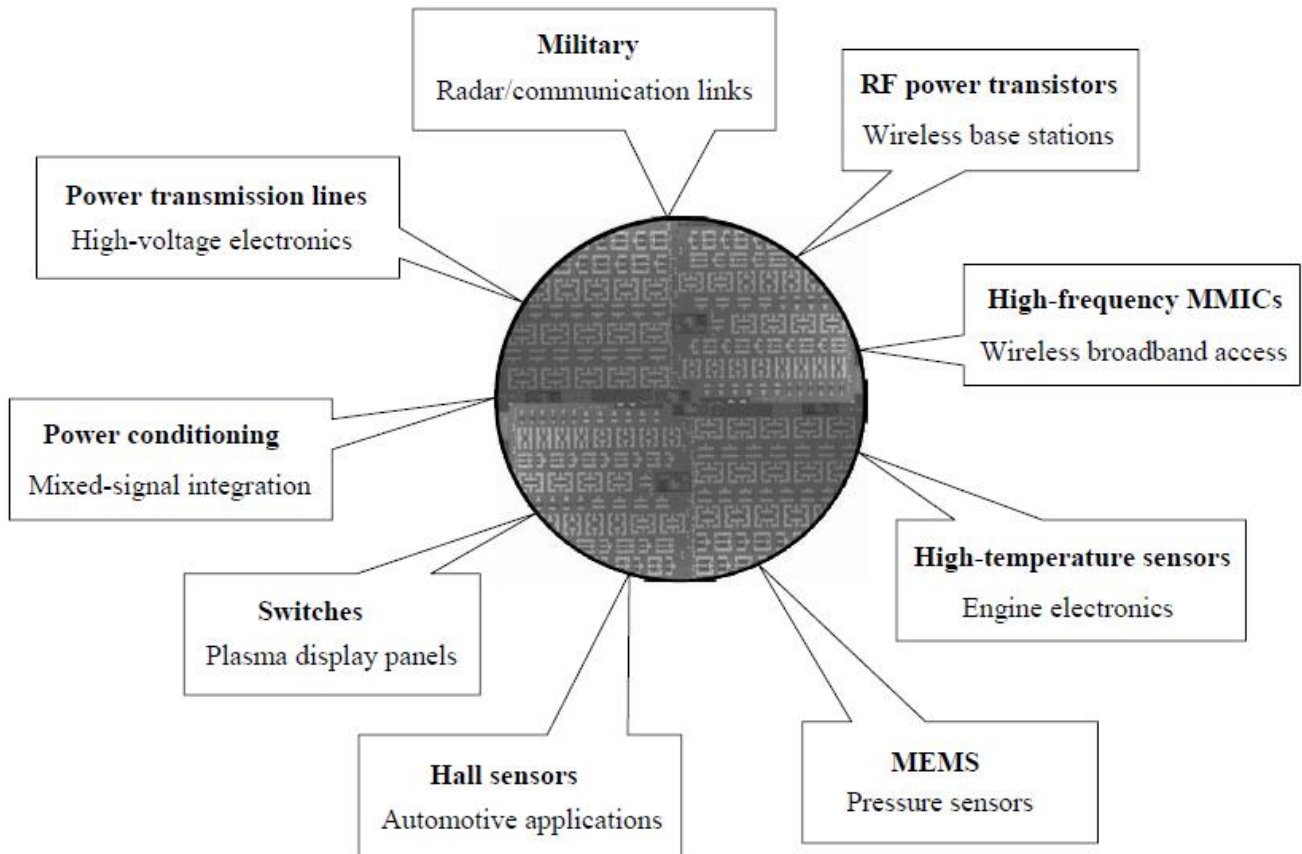 Military
Radar/communication links
RF power transistors
Wireless base stations
Power transmission lines
High-voltage electronics
High-frequency MMICs
Wireless broadband access
Power conditioning
Mixed-signal integration
High-temperature sensors
Engine electronics
Switches
Plasma display panels
Hall sensors
Automotive applications
MEMS
Pressure sensors